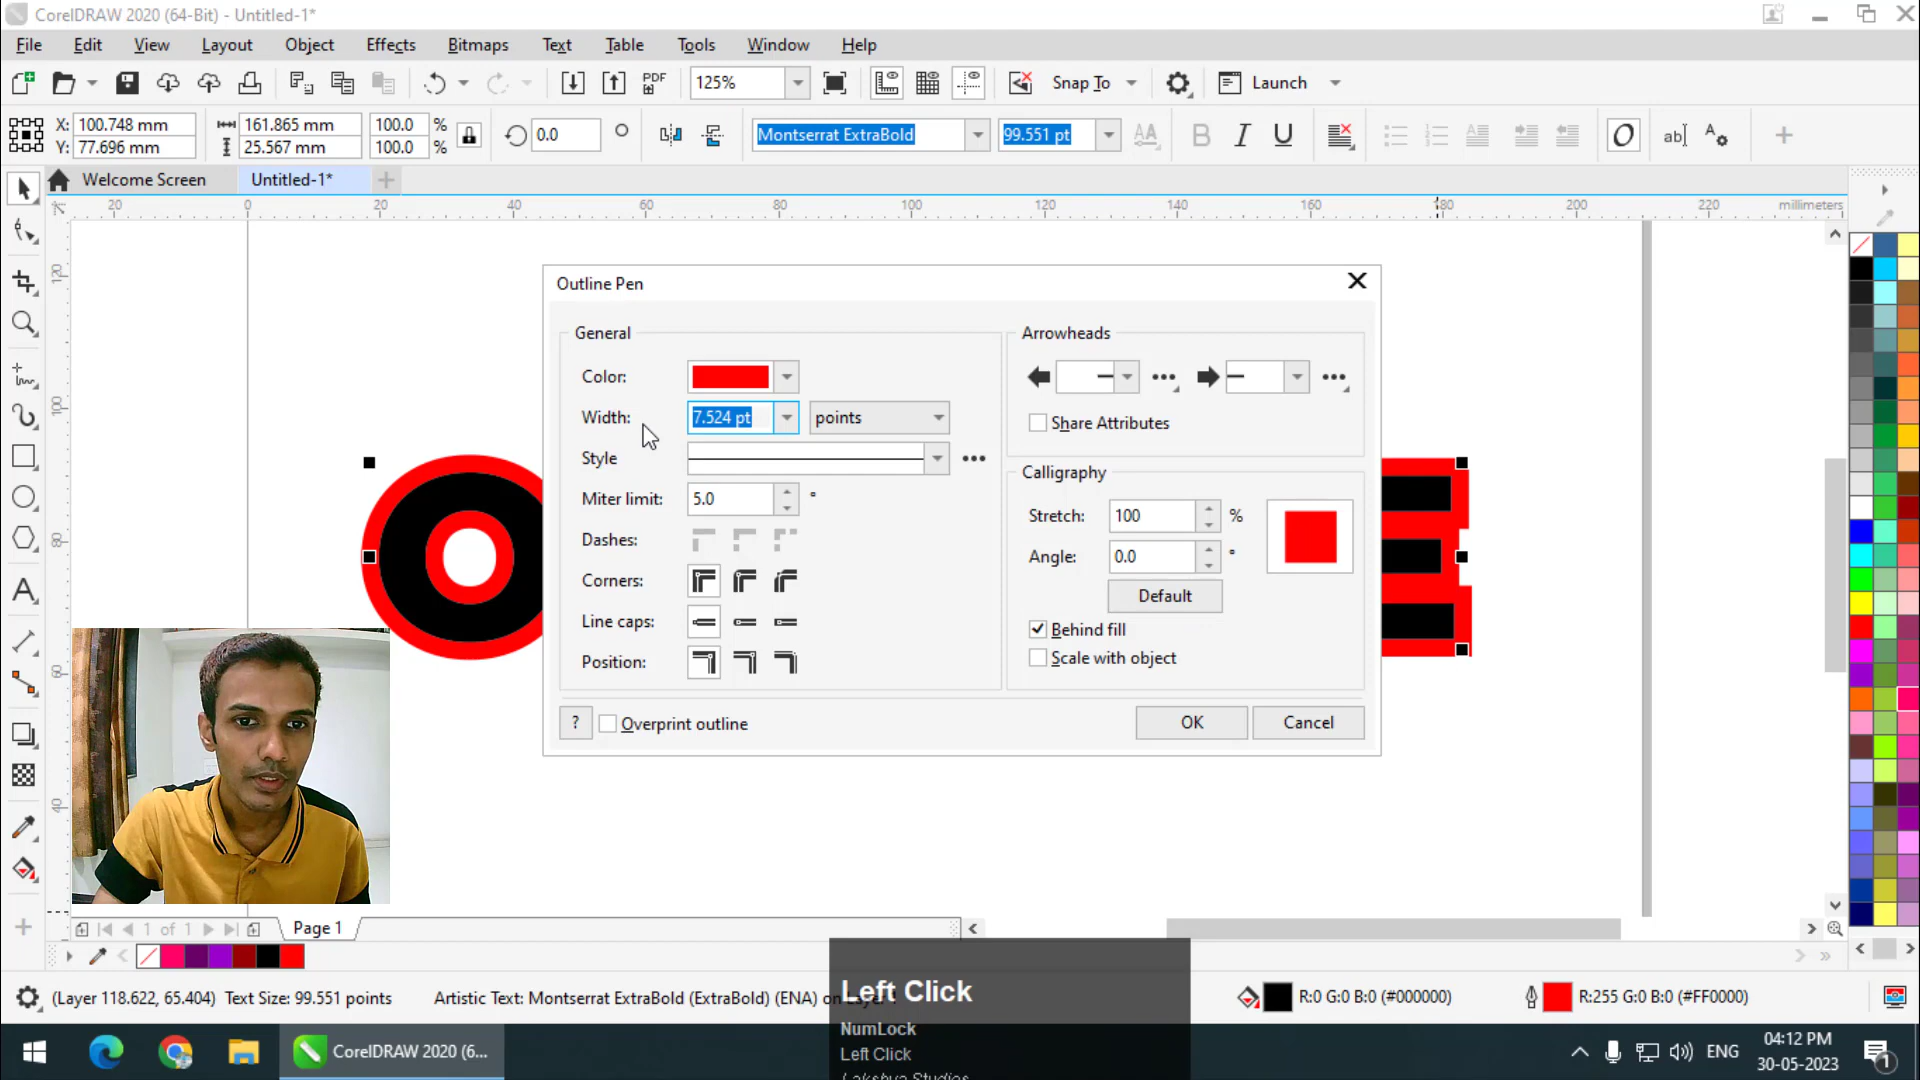 CorelDRAW 2020 (64-Bit) - Untitled-1*
File Edit View Layout Object Effects Bitmaps Text Table Tools Window Help
PDF 125% Snap To Launch
X: 100.748 mm 161.865 mm 100.0 % 0.0 Montserrat ExtraBold 99.551 pt
Y: 77.696 mm 25.567 mm 100.0 %
Welcome Screen Untitled-1*
20 0 20 40 60 80 100 120 140 160 180 200 220 millimeters
120
100
80
60
40
Outline Pen
General Arrowheads
Color:
Width: 7.524 pt points Share Attributes
Style
Calligraphy
Miter limit: 5.0 °
Stretch: 100 %
Dashes:
Angle: 0.0 °
Corners:
Default
Line caps:
Behind fill
Position:
Scale with object
? Overprint outline OK Cancel
O E
1 of 1 Page 1
Left Click
NumLock
Left Click
Lakshya Studios
(Layer 118.622, 65.404) Text Size: 99.551 points Artistic Text: Montserrat ExtraBold (ExtraBold) (ENA) on
R:0 G:0 B:0 (#000000) R:255 G:0 B:0 (#FF0000)
CorelDRAW 2020 (6... ENG 04:12 PM
30-05-2023 1